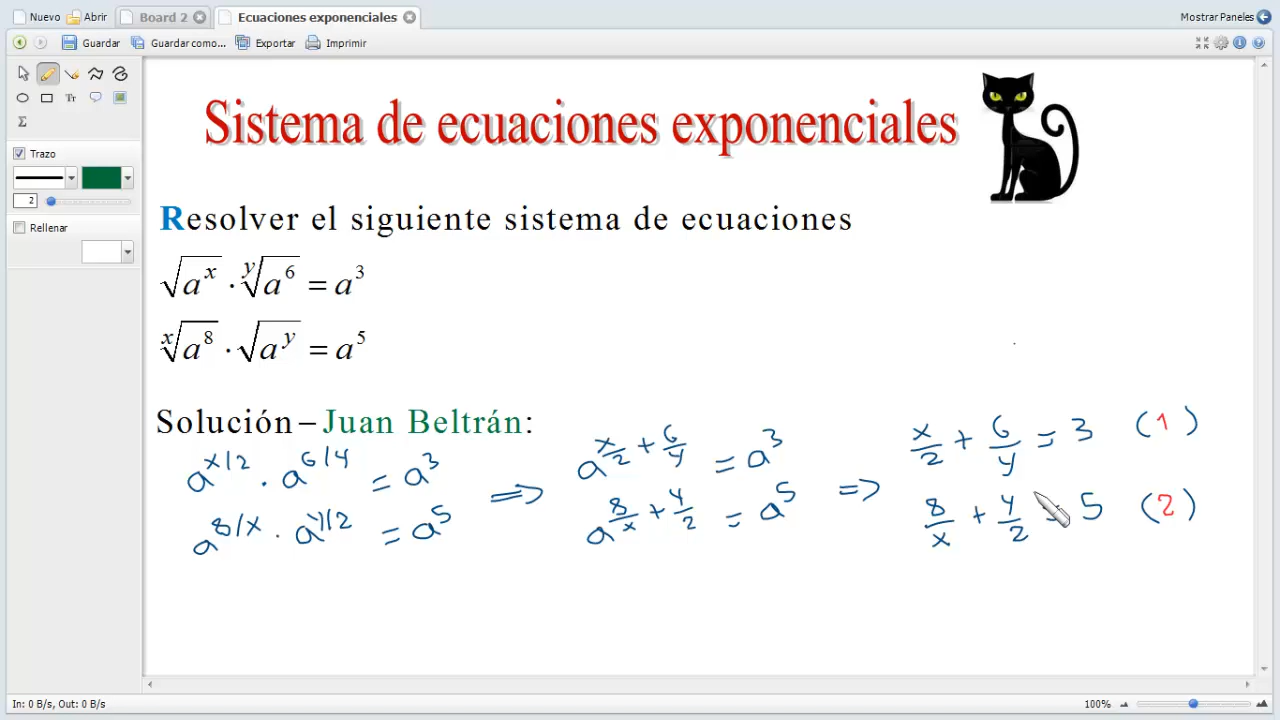 Nuevo Abrir Board 2 Ecuaciones exponenciales Mostrar Paneles
Guardar Guardar como... Exportar Imprimir
Tr
Σ
Trazo
2
Rellenar
Sistema de ecuaciones exponenciales
Resolver el siguiente sistema de ecuaciones
√(a^x) · ^y√(a^6) = a^3
^x√(a^8) · √(a^y) = a^5
Solución – Juan Beltrán:
a^(x/2) · a^(6/y) = a^3 ⟹ a^(x/2 + 6/y) = a^3 ⟹ x/2 + 6/y = 3 (1)
a^(8/x) · a^(y/2) = a^5 a^(8/x + y/2) = a^5 8/x + y/2 = 5 (2)
In: 0 B/s, Out: 0 B/s 100%